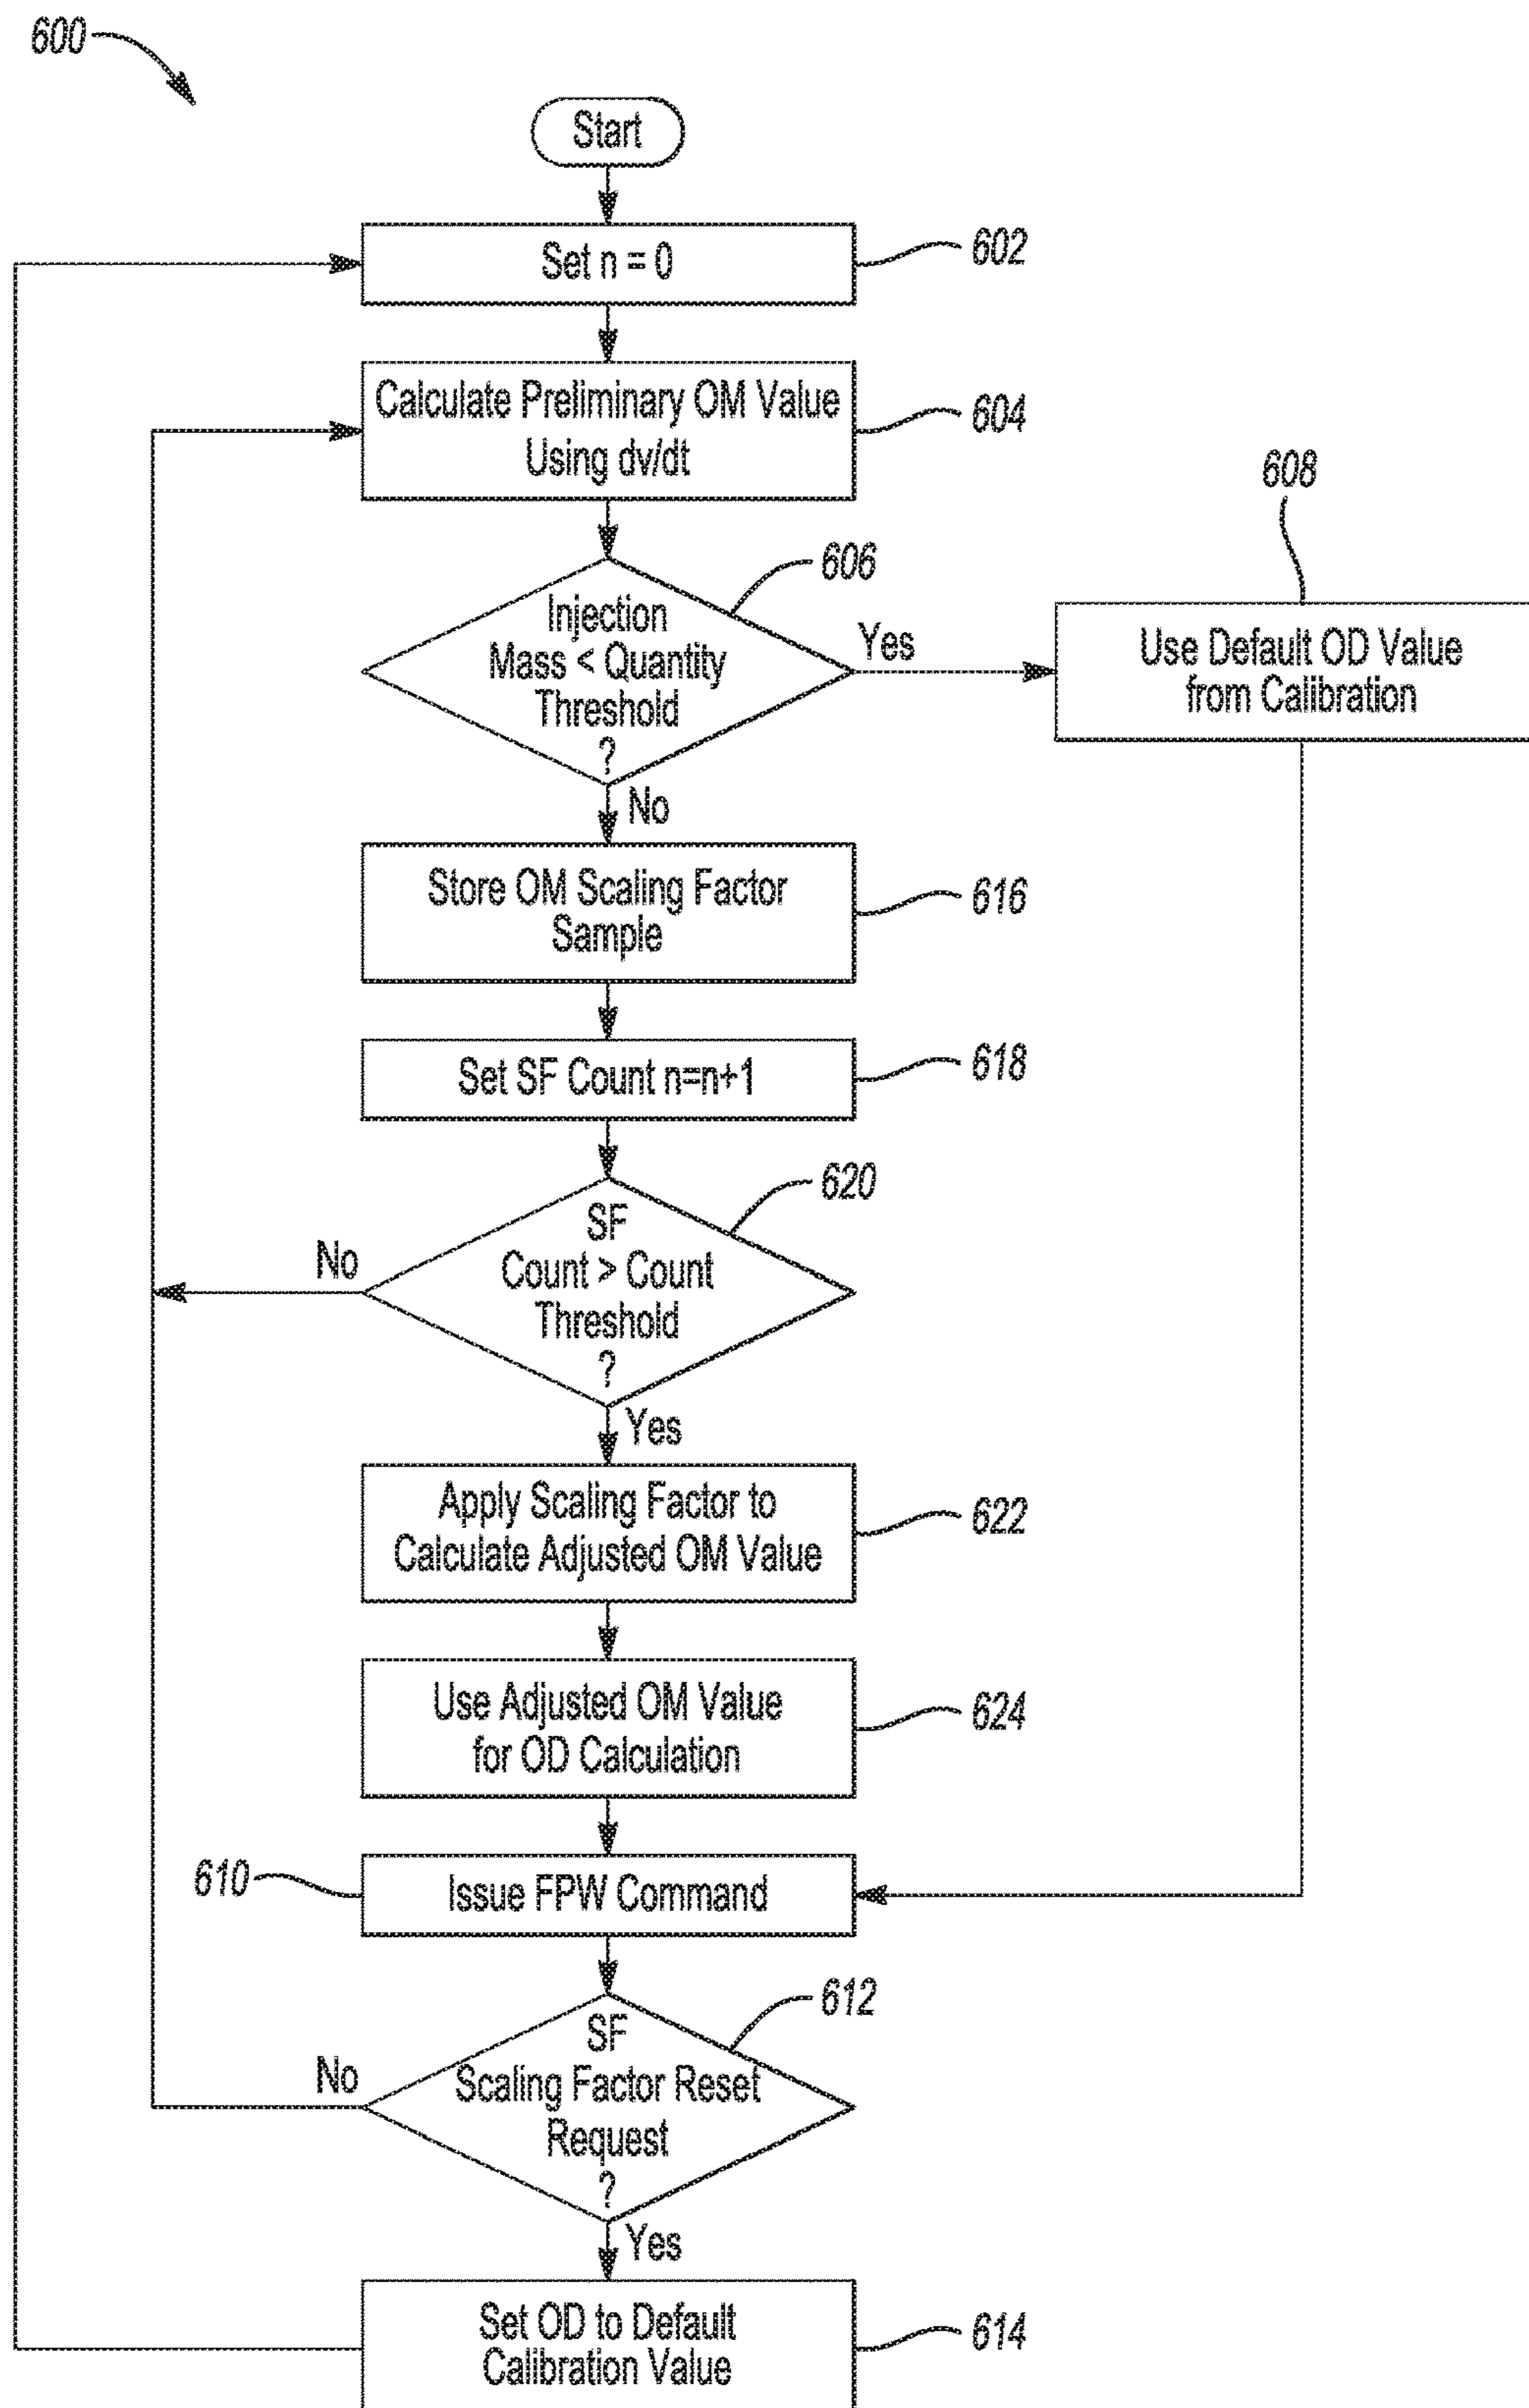 600
Start
Set n = 0
602
Calculate Preliminary OM Value
Using dv/dt
604
606
Injection
Mass < Quantity
Threshold
?
Yes
608
Use Default OD Value
from Calibration
No
Store OM Scaling Factor
Sample
616
Set SF Count n=n+1
618
620
SF
Count > Count
Threshold
?
No
Yes
Apply Scaling Factor to
Calculate Adjusted OM Value
622
Use Adjusted OM Value
for OD Calculation
624
610
Issue FPW Command
612
SF
Scaling Factor Reset
Request
?
No
Yes
Set OD to Default
Calibration Value
614